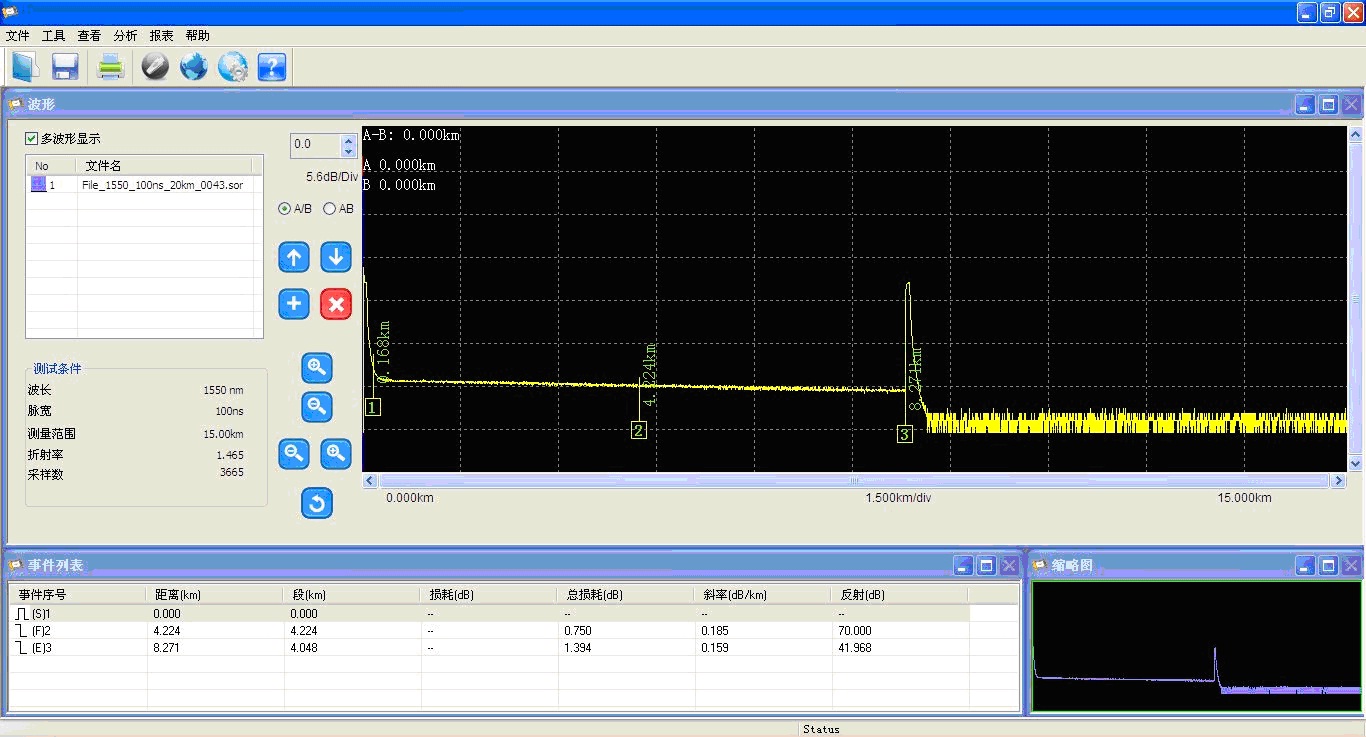 文件 工具 查看 分析 报表 帮助
波形
多波形显示
No 文件名
1 File_1550_100ns_20km_0043.sor
测试条件
波长 1550 nm
脉宽 100ns
测量范围 15.00km
折射率 1.465
采样数 3665
0.0
5.6dB/Div
A/B AB
A-B: 0.000km
A 0.000km
B 0.000km
0.168km
1
4.224km
2
8.271km
3
0.000km 1.500km/div 15.000km
事件列表
事件序号 距离(km) 段(km) 损耗(dB) 总损耗(dB) 斜率(dB/km) 反射(dB)
(S)1 0.000 0.000 -- -- -- --
(F)2 4.224 4.224 -- 0.750 0.185 70.000
(E)3 8.271 4.048 -- 1.394 0.159 41.968
缩略图
Status